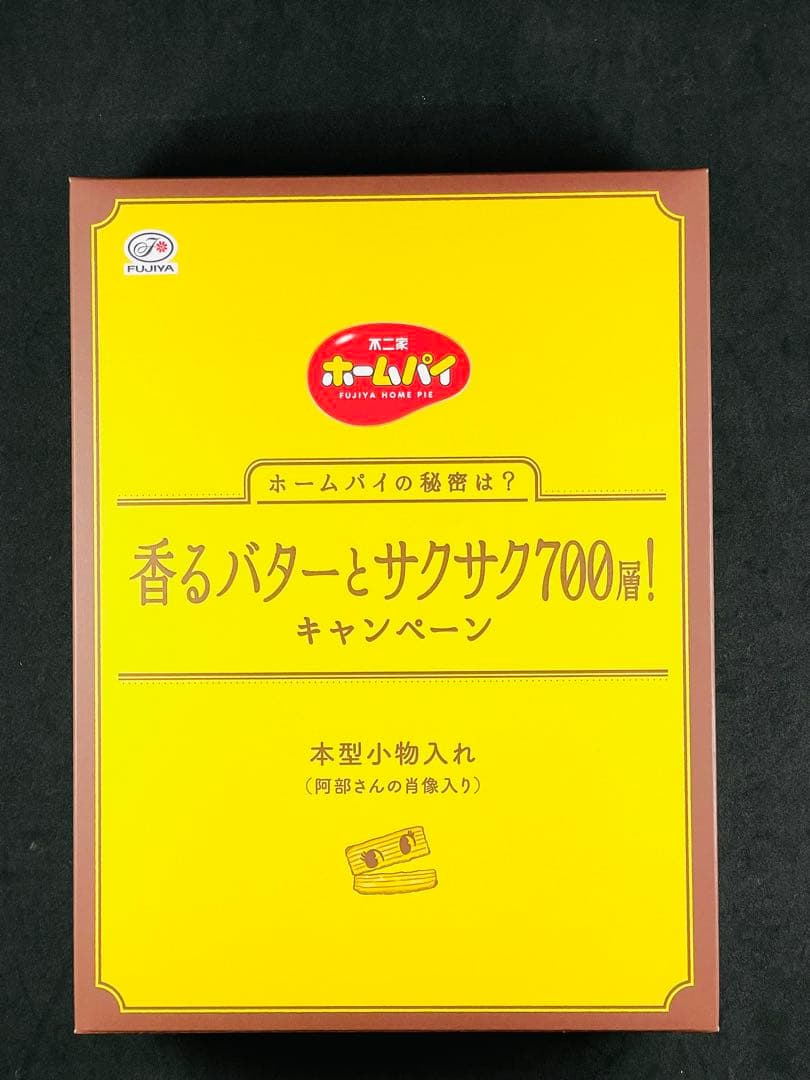 FUJIYA
不二家
ホームパイ
FUJIYA HOME PIE
ホームパイの秘密は？
香るバターとサクサク700層！
キャンペーン
本型小物入れ
（阿部さんの肖像入り）